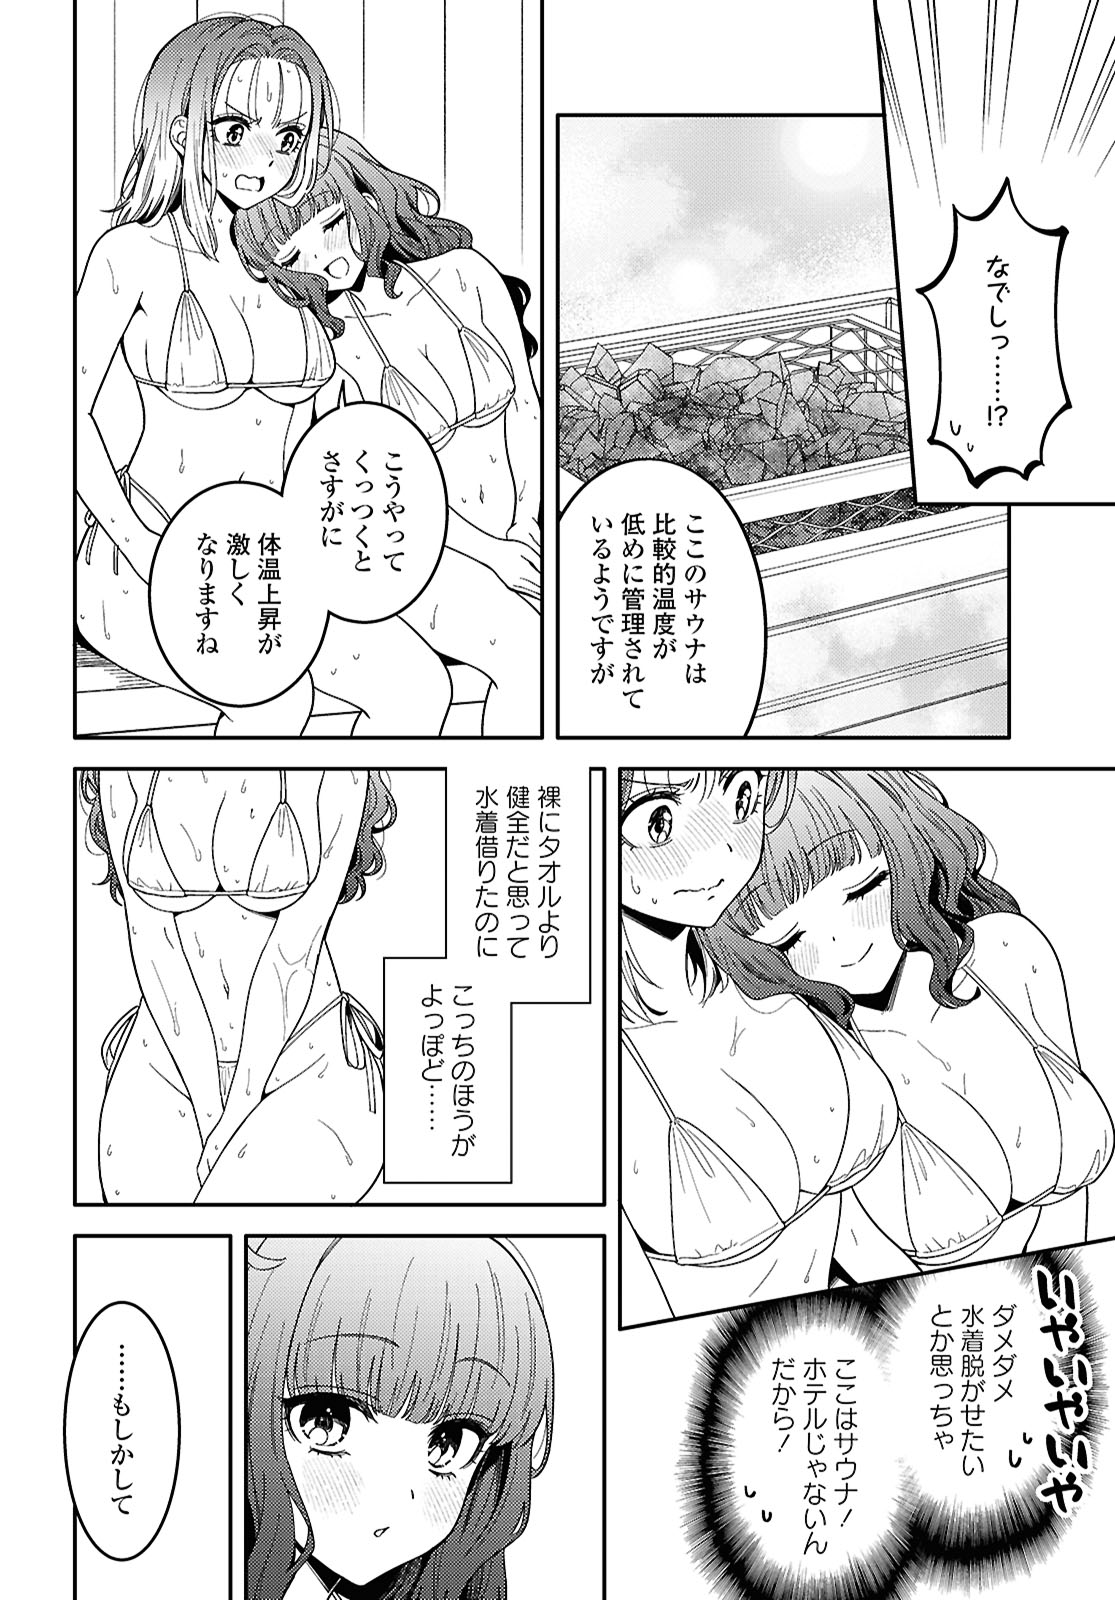 なでしっ……!?
ここのサウナは
比較的温度が
低めに管理されて
いるようですが
こうやって
くっつくと
さすがに
体温上昇が
激しく
なりますね
裸にタオルより
健全だと思って
水着借りたのに
こっちのほうが
よっぽど……
いやいやいや
ダメダメ
水着脱がせたい
とか思っちゃ
ここはサウナ!
ホテルじゃないん
だから!
……もしかして